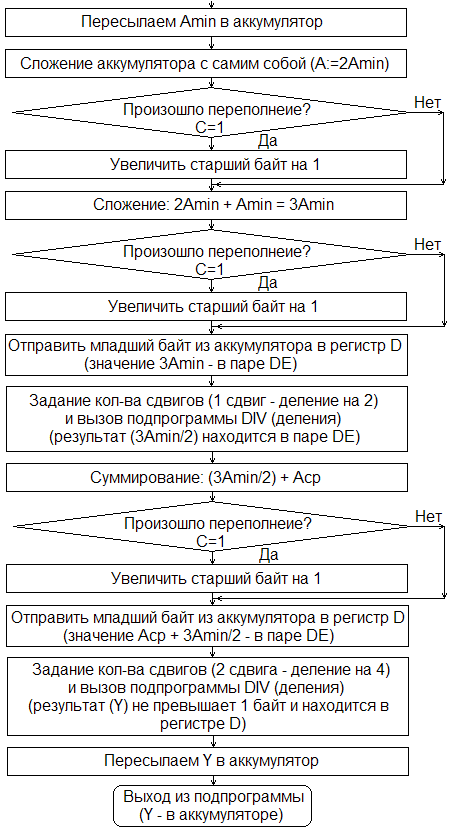 Пересылаем Amin в аккумулятор
Сложение аккумулятора с самим собой (A:=2Amin)
Произошло переполнеие?
C=1
Нет
Да
Увеличить старший байт на 1
Сложение: 2Amin + Amin = 3Amin
Произошло переполнеие?
C=1
Нет
Да
Увеличить старший байт на 1
Отправить младший байт из аккумулятора в регистр D
(значение 3Amin - в паре DE)
Задание кол-ва сдвигов (1 сдвиг - деление на 2)
и вызов подпрограммы DIV (деления)
(результат (3Amin/2) находится в паре DE)
Суммирование: (3Amin/2) + Аср
Произошло переполнеие?
C=1
Нет
Да
Увеличить старший байт на 1
Отправить младший байт из аккумулятора в регистр D
(значение Аср + 3Amin/2 - в паре DE)
Задание кол-ва сдвигов (2 сдвига - деление на 4)
и вызов подпрограммы DIV (деления)
(результат (Y) не превышает 1 байт и находится в
регистре D)
Пересылаем Y в аккумулятор
Выход из подпрограммы
(Y - в аккумуляторе)